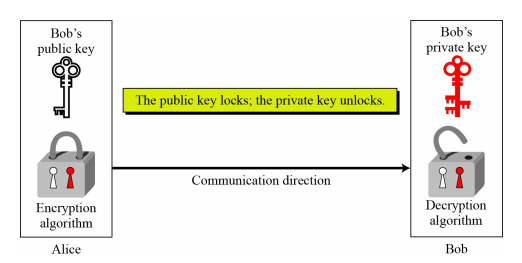 Bob's
public key
Bob's
private key
The public key locks; the private key unlocks.
Communication direction
Encryption
algorithm
Decryption
algorithm
Alice
Bob